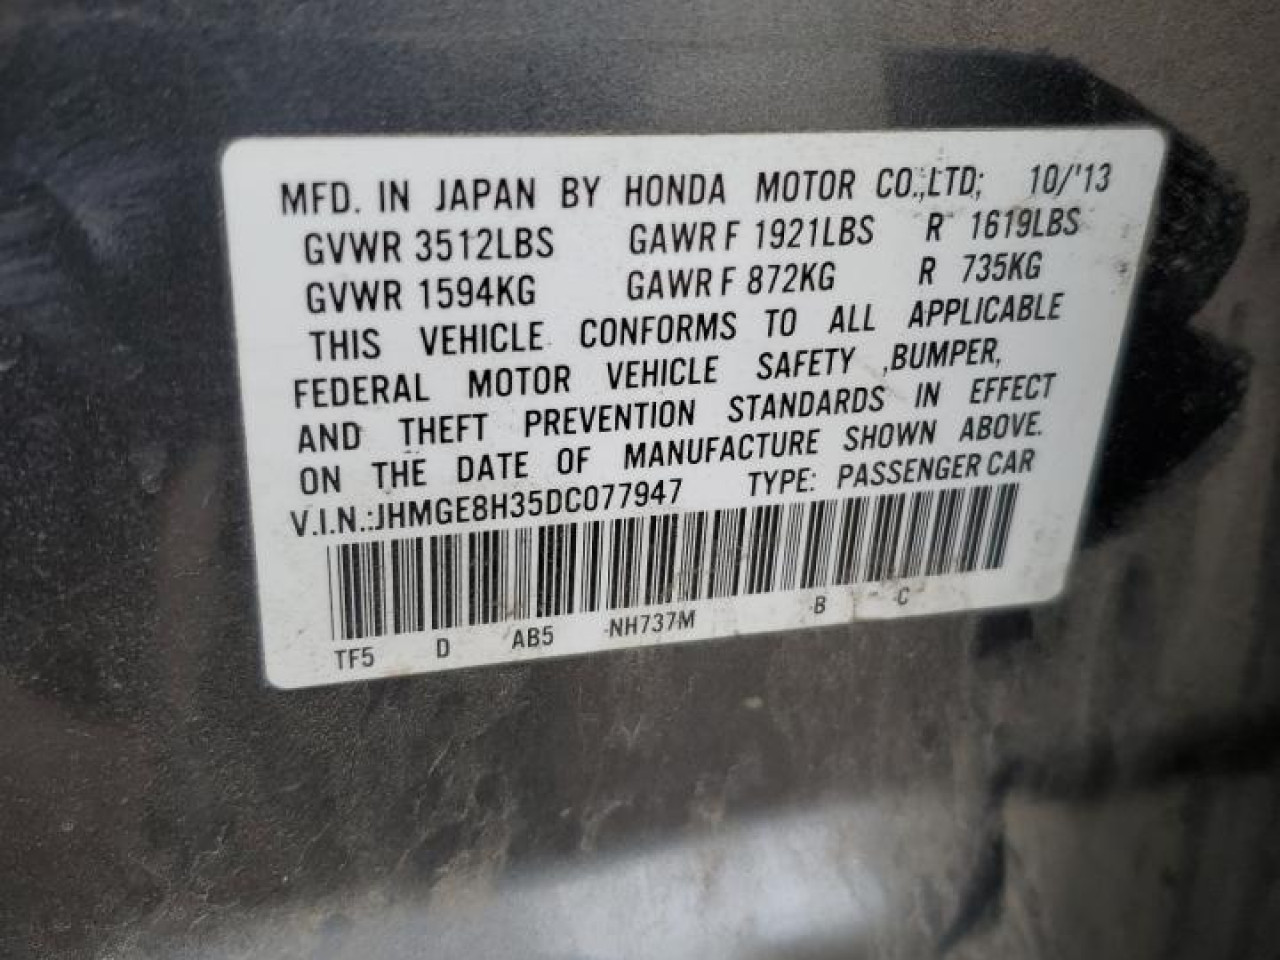 MFD. IN JAPAN BY HONDA MOTOR CO.,LTD; 10/'13
GVWR 3512LBS GAWR F 1921LBS R 1619LBS
GVWR 1594KG GAWR F 872KG R 735KG
THIS VEHICLE CONFORMS TO ALL APPLICABLE
FEDERAL MOTOR VEHICLE SAFETY ,BUMPER,
AND THEFT PREVENTION STANDARDS IN EFFECT
ON THE DATE OF MANUFACTURE SHOWN ABOVE.
V.I.N.:JHMGE8H35DC077947 TYPE: PASSENGER CAR
TF5 D AB5 -NH737M -B -C